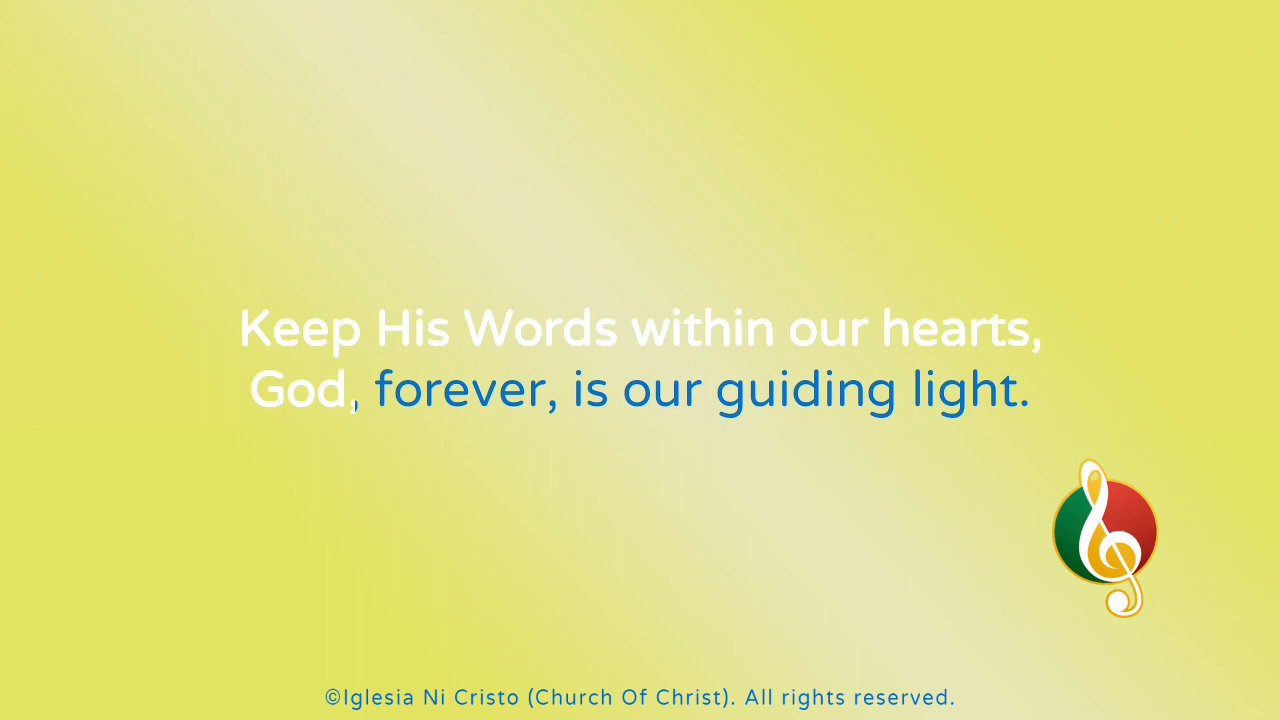 Keep His Words within our hearts,
God, forever, is our guiding light.
©Iglesia Ni Cristo (Church Of Christ). All rights reserved.